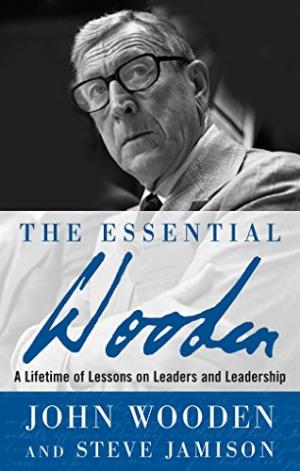 THE ESSENTIAL
Wooden
A Lifetime of Lessons on Leaders and Leadership
JOHN WOODEN
AND STEVE JAMISON